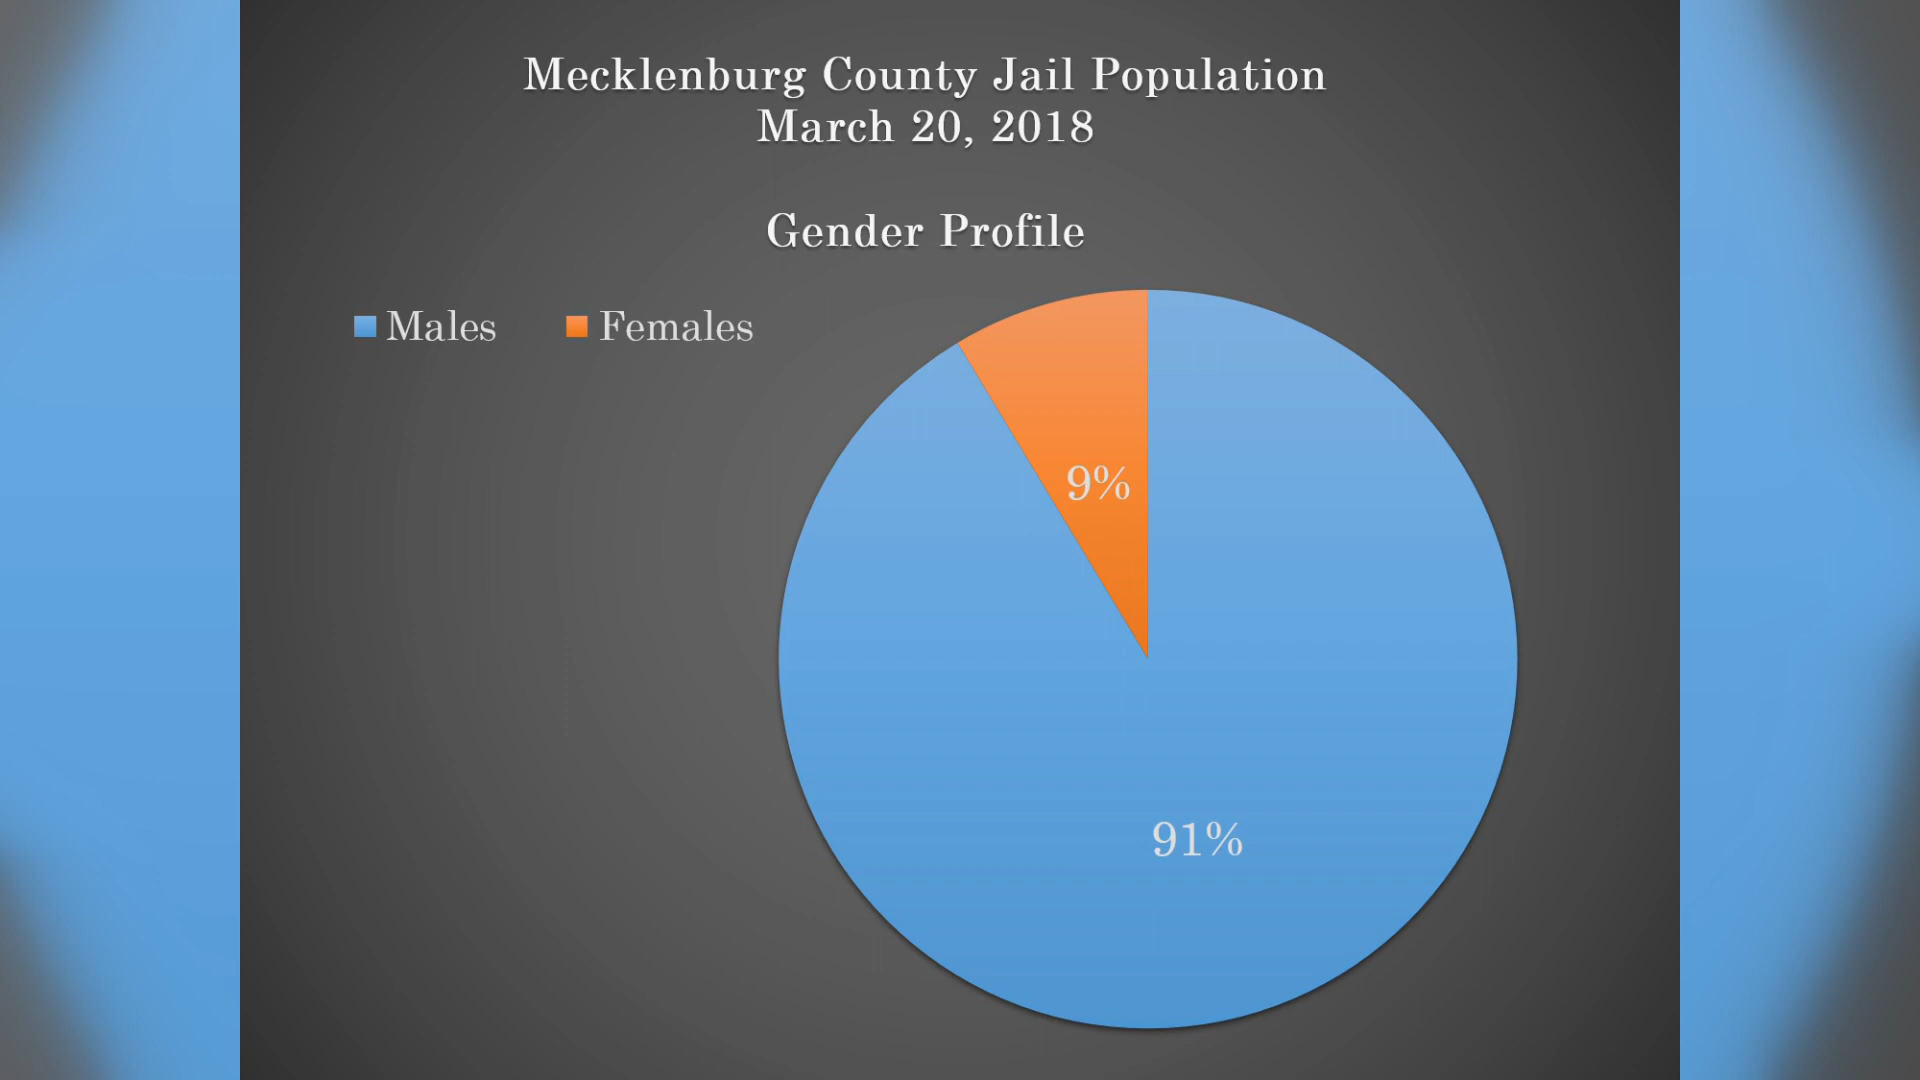 Mecklenburg County Jail Population
March 20, 2018
Gender Profile
Males Females
9%
91%